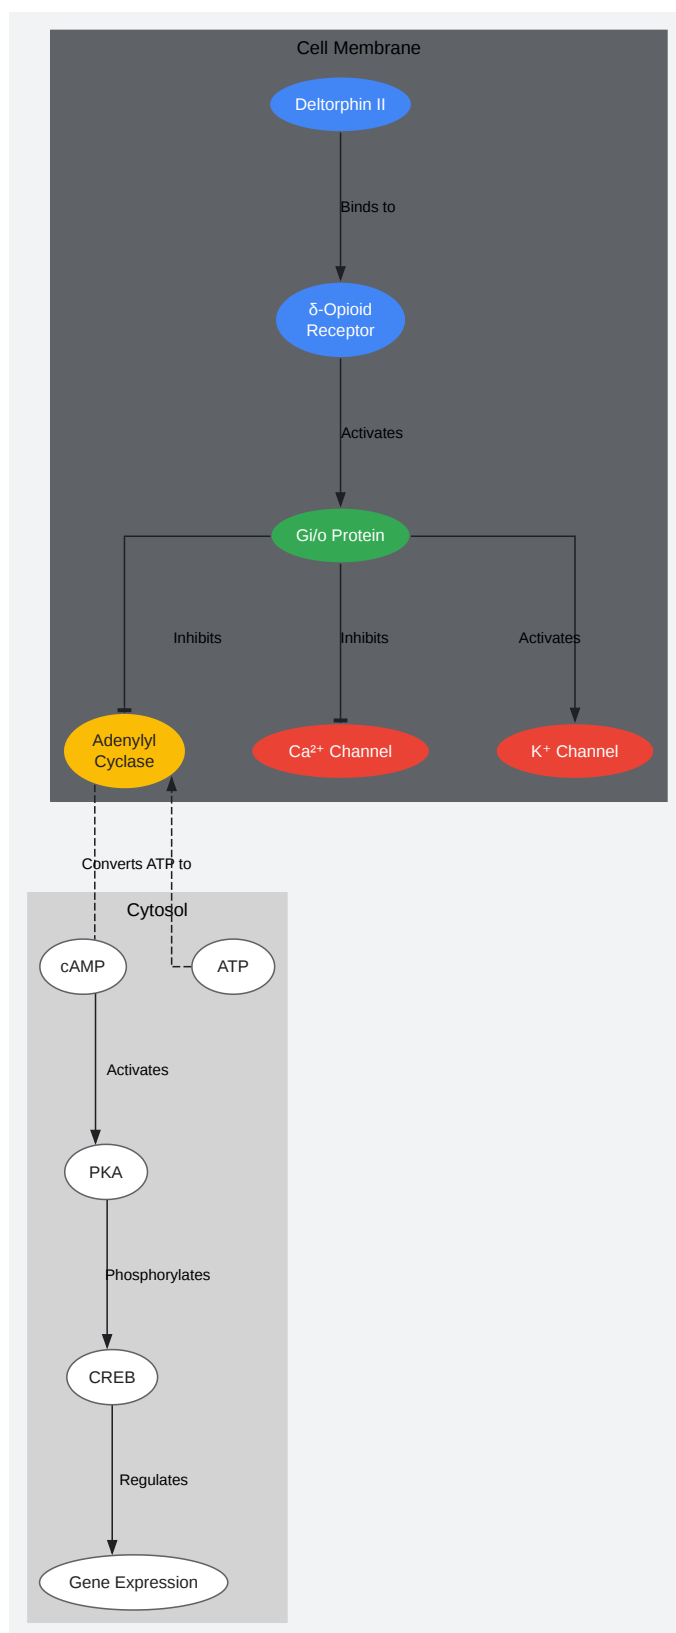 Cell Membrane
Deltorphin II
Binds to
δ-Opioid
Receptor
Activates
Gi/o Protein
Inhibits
Inhibits
Activates
Adenylyl
Cyclase
Ca²⁺ Channel
K⁺ Channel
Converts ATP to
Cytosol
cAMP
ATP
Activates
PKA
Phosphorylates
CREB
Regulates
Gene Expression